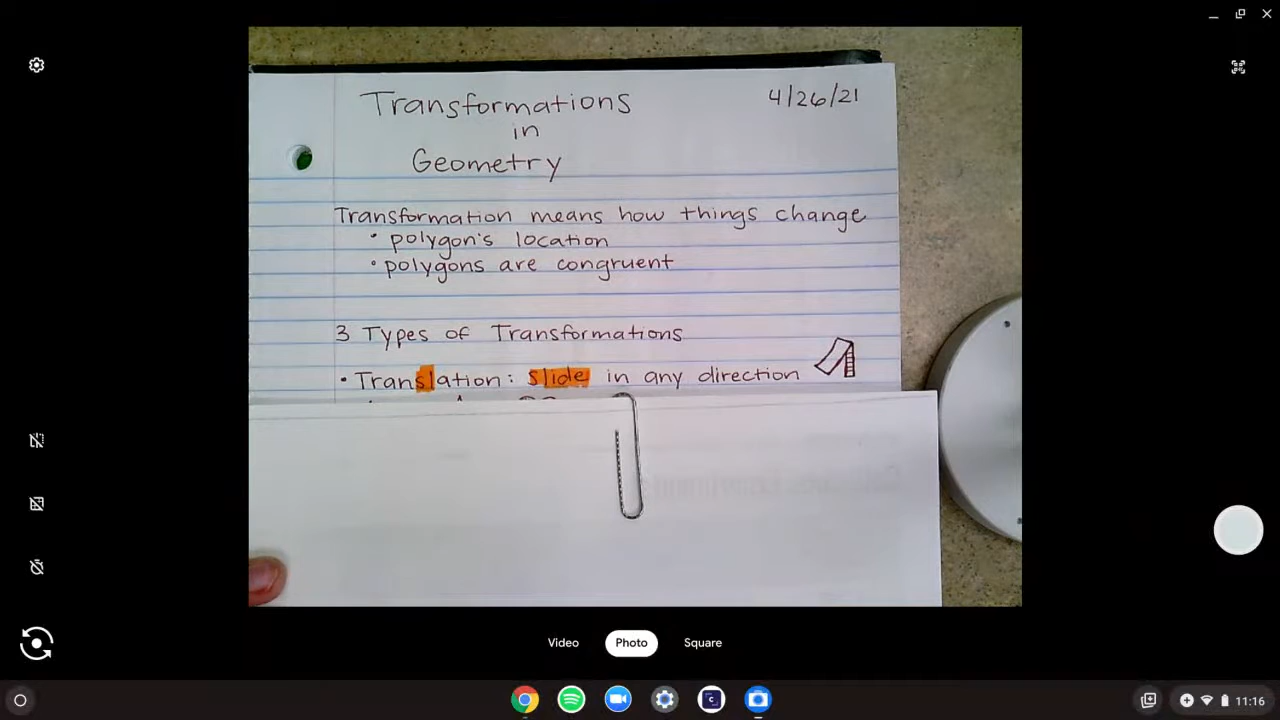 Transformations
in
Geometry
4/26/21
Transformation means how things change
• polygon's location
• polygons are congruent
3 Types of Transformations
• Translation: slide in any direction
Video
Photo
Square
11:16